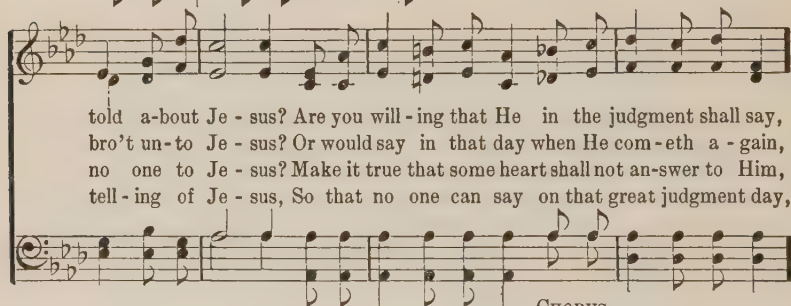 told a-bout Je - sus? Are you will - ing that He in the judgment shall say,
bro't un-to Je - sus? Or would say in that day when He com - eth a - gain,
no one to Je - sus? Make it true that some heart shall not an-swer to Him,
tell - ing of Je - sus, So that no one can say on that great judgment day,
CHORUS